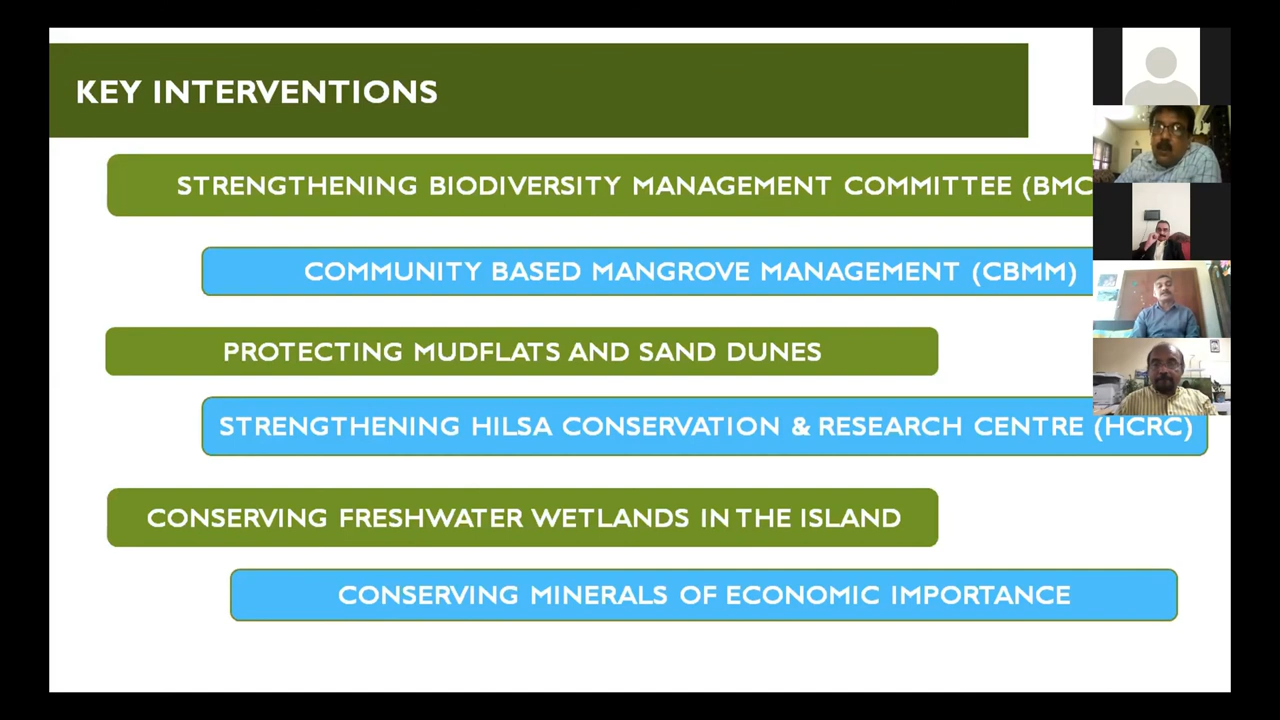 KEY INTERVENTIONS
STRENGTHENING BIODIVERSITY MANAGEMENT COMMITTEE (BMC
COMMUNITY BASED MANGROVE MANAGEMENT (CBMM)
PROTECTING MUDFLATS AND SAND DUNES
STRENGTHENING HILSA CONSERVATION & RESEARCH CENTRE (HCRC)
CONSERVING FRESHWATER WETLANDS IN THE ISLAND
CONSERVING MINERALS OF ECONOMIC IMPORTANCE